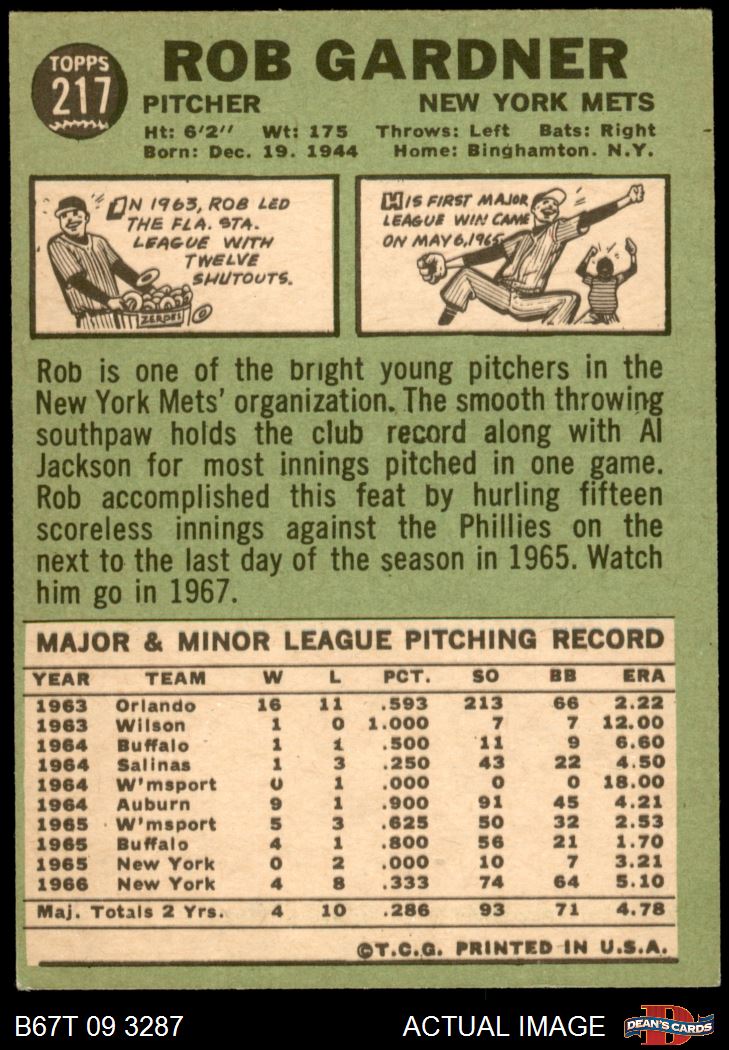 TOPPS
217
ROB GARDNER
PITCHER NEW YORK METS
Ht: 6'2" Wt: 175 Throws: Left Bats: Right
Born: Dec. 19. 1944 Home: Binghamton. N.Y.
IN 1963, ROB LED
THE FLA. STA.
LEAGUE WITH
TWELVE
SHUTOUTS.
ZEROES
HIS FIRST MAJOR
LEAGUE WIN CAME
ON MAY 6, 1966.
Rob is one of the bright young pitchers in the
New York Mets' organization. The smooth throwing
southpaw holds the club record along with Al
Jackson for most innings pitched in one game.
Rob accomplished this feat by hurling fifteen
scoreless innings against the Phillies on the
next to the last day of the season in 1965. Watch
him go in 1967.
MAJOR & MINOR LEAGUE PITCHING RECORD
YEAR TEAM W L PCT. SO BB ERA
1963 Orlando 16 11 .593 213 66 2.22
1963 Wilson 1 0 1.000 7 7 12.00
1964 Buffalo 1 1 .500 11 9 6.60
1964 Salinas 1 3 .250 43 22 4.50
1964 W'msport 0 1 .000 0 0 18.00
1964 Auburn 9 1 .900 91 45 4.21
1965 W'msport 5 3 .625 50 32 2.53
1965 Buffalo 4 1 .800 56 21 1.70
1965 New York 0 2 .000 10 7 3.21
1966 New York 4 8 .333 74 64 5.10
Maj. Totals 2 Yrs. 4 10 .286 93 71 4.78
©T.C.G. PRINTED IN U.S.A.
B67T 09 3287 ACTUAL IMAGE
D
DEAN'S CARDS